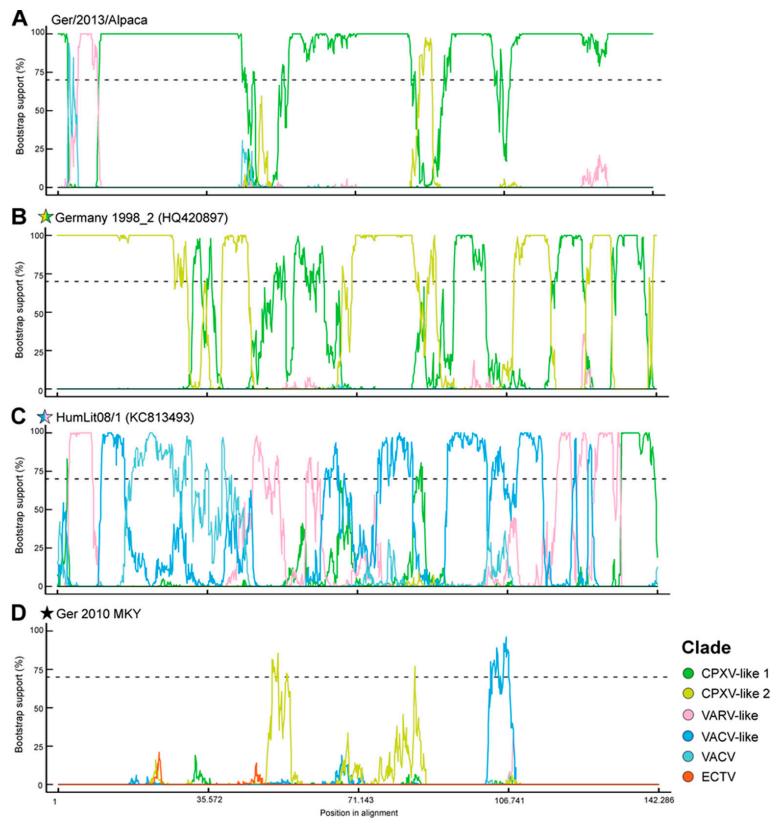 A Ger/2013/Alpaca
100
75
50
25
0
Bootstrap support (%)
B Germany 1998_2 (HQ420897)
100
75
50
25
0
Bootstrap support (%)
C HumLit08/1 (KC813493)
100
75
50
25
0
Bootstrap support (%)
D Ger 2010 MKY
100
75
50
25
0
Bootstrap support (%)
1 35.572 71.143 106.741 142.286
Position in alignment
Clade
CPXV-like 1
CPXV-like 2
VARV-like
VACV-like
VACV
ECTV